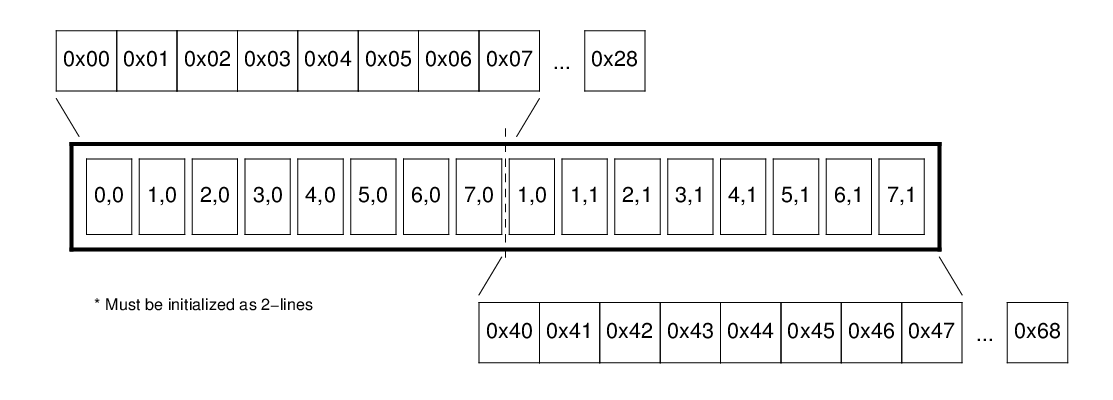 0x00 0x01 0x02 0x03 0x04 0x05 0x06 0x07 ... 0x28
0,0 1,0 2,0 3,0 4,0 5,0 6,0 7,0 1,0 1,1 2,1 3,1 4,1 5,1 6,1 7,1
* Must be initialized as 2−lines
0x40 0x41 0x42 0x43 0x44 0x45 0x46 0x47 ... 0x68